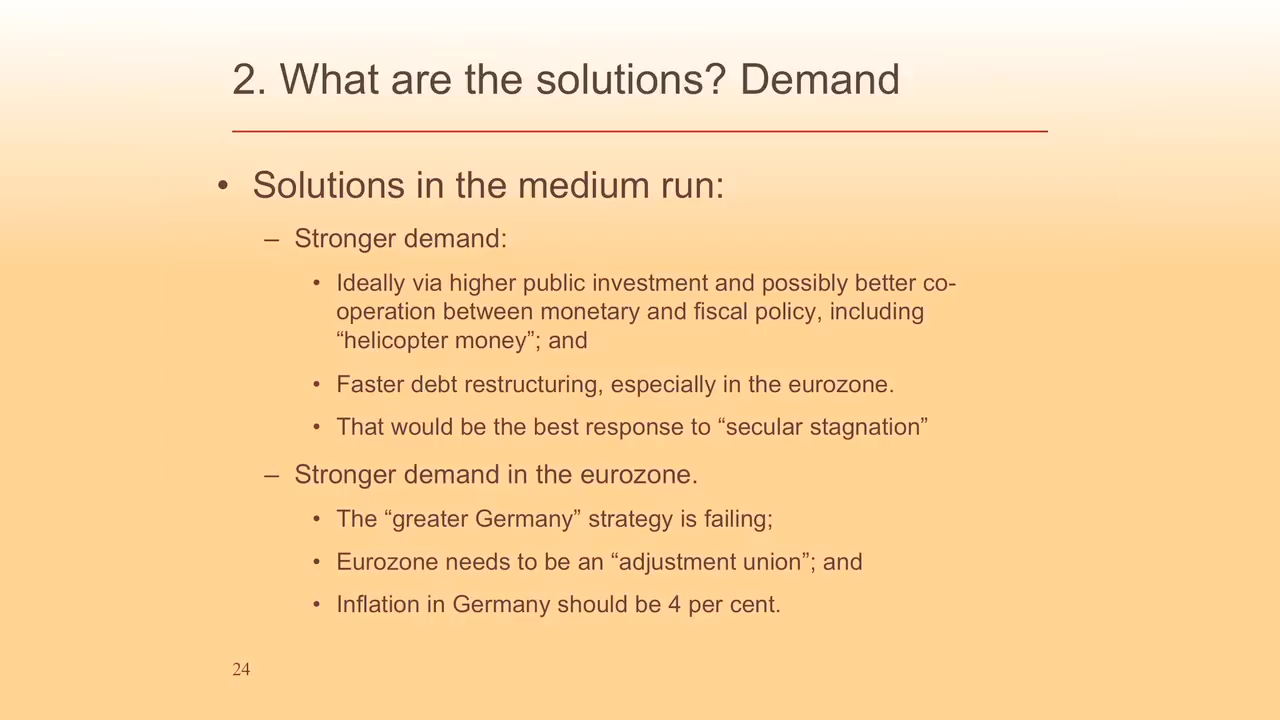 2. What are the solutions? Demand
• Solutions in the medium run:
– Stronger demand:
• Ideally via higher public investment and possibly better co-
operation between monetary and fiscal policy, including
“helicopter money”; and
• Faster debt restructuring, especially in the eurozone.
• That would be the best response to “secular stagnation”
– Stronger demand in the eurozone.
• The “greater Germany” strategy is failing;
• Eurozone needs to be an “adjustment union”; and
• Inflation in Germany should be 4 per cent.
24